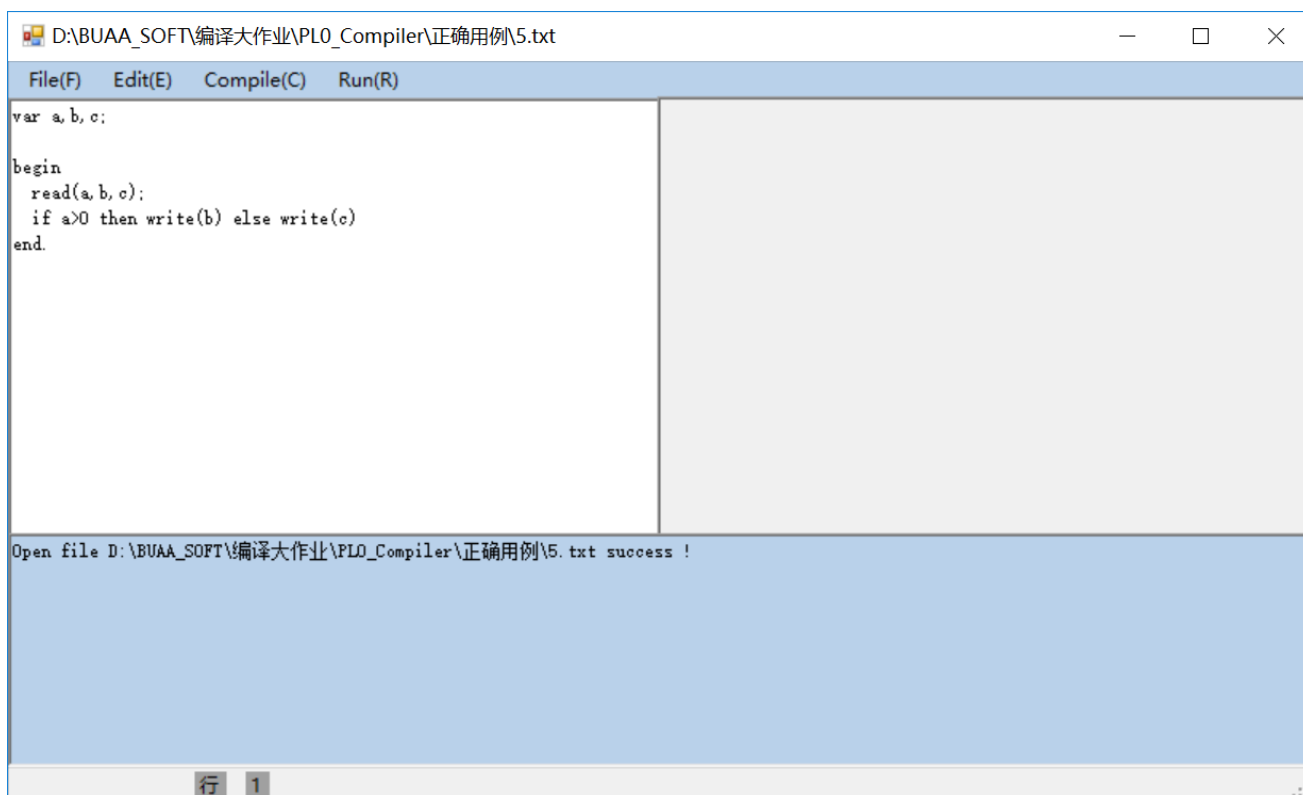 D:\BUAA_SOFT\编译大作业\PL0_Compiler\正确用例\5.txt
File(F) Edit(E) Compile(C) Run(R)
var a,b,c;
begin
read(a,b,c);
if a>0 then write(b) else write(c)
end.
Open file D:\BUAA_SOFT\编译大作业\PL0_Compiler\正确用例\5.txt success !
行 1